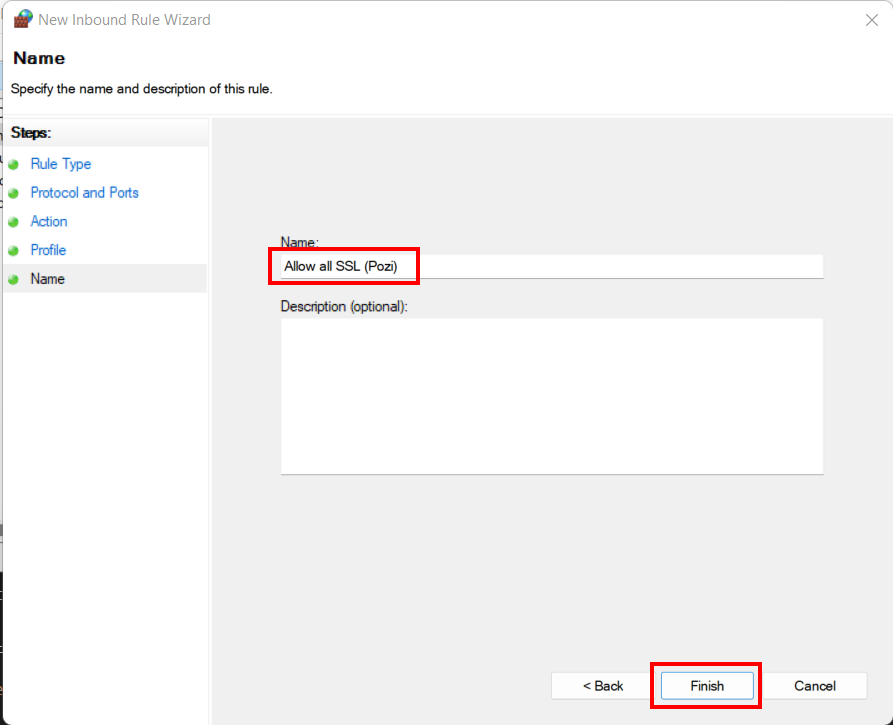 New Inbound Rule Wizard
Name
Specify the name and description of this rule.
Steps:
Rule Type
Protocol and Ports
Action
Profile
Name
Name:
Allow all SSL (Pozi)
Description (optional):
< Back
Finish
Cancel